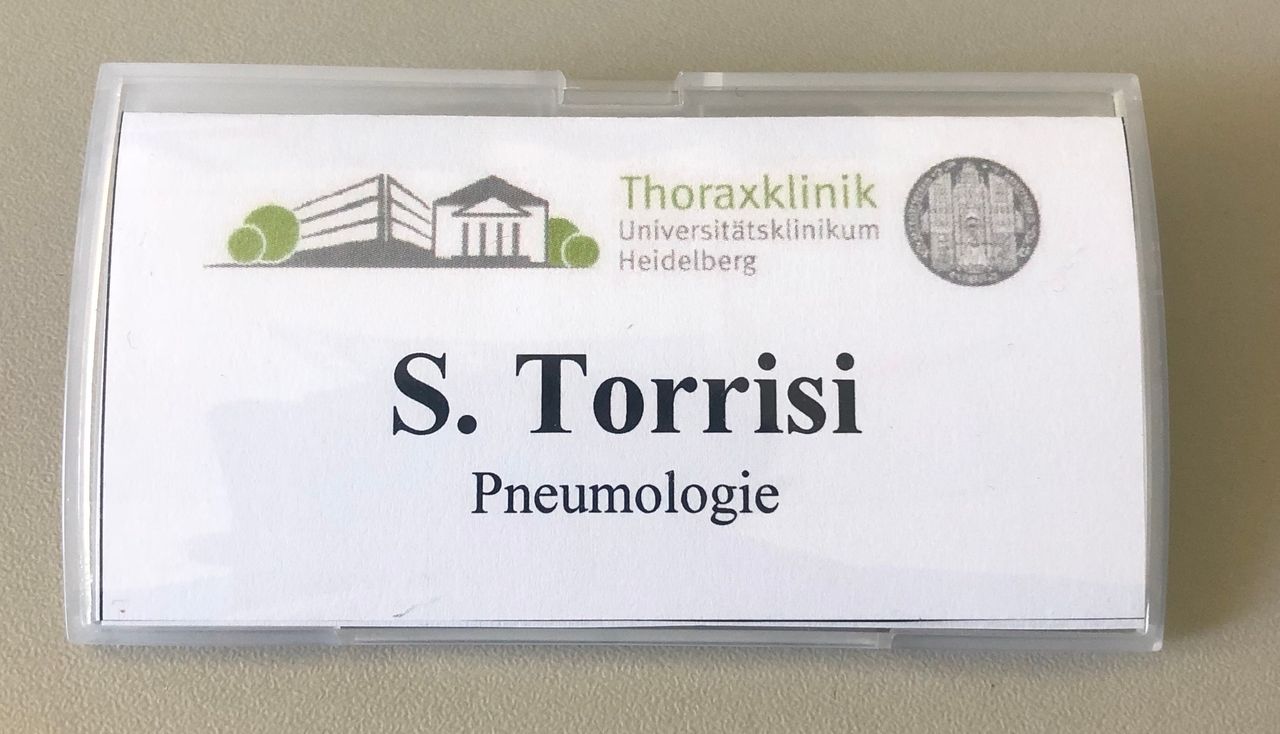 Thoraxklinik
Universitätsklinikum
Heidelberg
S. Torrisi
Pneumologie